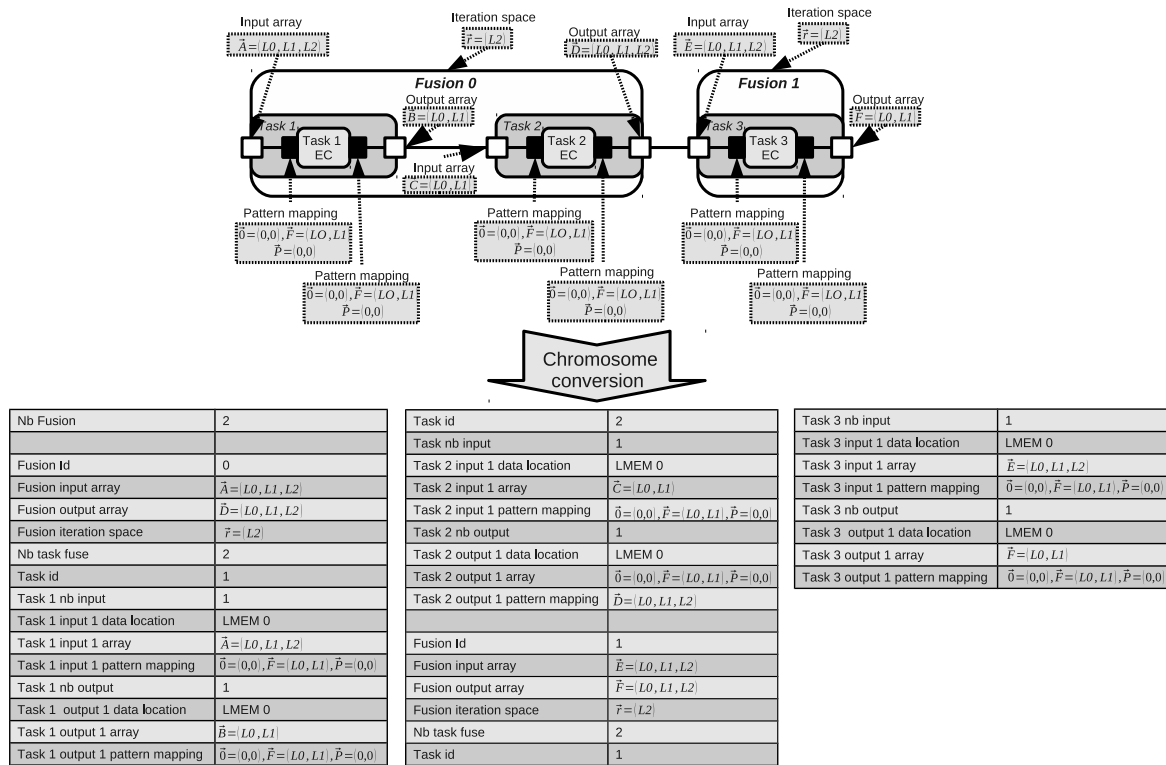 Input array
A⃗=(L0,L1,L2)
Iteration space
r⃗=(L2)
Output array
D⃗=(L0,L1,L2)
Input array
E⃗=(L0,L1,L2)
Iteration space
r⃗=(L2)
Fusion 0
Fusion 1
Output array
B⃗=(L0,L1)
Output array
F⃗=(L0,L1)
Task 1
Task 1
EC
Task 2
Task 2
EC
Task 3
Task 3
EC
Input array
C⃗=(L0,L1)
Pattern mapping
0⃗=(0,0),F⃗=(LO,L1
P⃗=(0,0)
Pattern mapping
0⃗=(0,0),F⃗=(LO,L1
P⃗=(0,0)
Pattern mapping
0⃗=(0,0),F⃗=(LO,L1
P⃗=(0,0)
Pattern mapping
0⃗=(0,0),F⃗=(LO,L1
P⃗=(0,0)
Pattern mapping
0⃗=(0,0),F⃗=(LO,L1
P⃗=(0,0)
Pattern mapping
0⃗=(0,0),F⃗=(LO,L1
P⃗=(0,0)
Chromosome
conversion
Nb Fusion 2
Fusion Id 0
Fusion input array A⃗=(L0,L1,L2)
Fusion output array D⃗=(L0,L1,L2)
Fusion iteration space r⃗=(L2)
Nb task fuse 2
Task id 1
Task 1 nb input 1
Task 1 input 1 data location LMEM 0
Task 1 input 1 array A⃗=(L0,L1,L2)
Task 1 input 1 pattern mapping 0⃗=(0,0),F⃗=(L0,L1),P⃗=(0,0)
Task 1 nb output 1
Task 1 output 1 data location LMEM 0
Task 1 output 1 array B⃗=(L0,L1)
Task 1 output 1 pattern mapping 0⃗=(0,0),F⃗=(L0,L1),P⃗=(0,0)
Task id 2
Task nb input 1
Task 2 input 1 data location LMEM 0
Task 2 input 1 array C⃗=(L0,L1)
Task 2 input 1 pattern mapping 0⃗=(0,0),F⃗=(L0,L1),P⃗=(0,0)
Task 2 nb output 1
Task 2 output 1 data location LMEM 0
Task 2 output 1 array 0⃗=(0,0),F⃗=(L0,L1),P⃗=(0,0)
Task 2 output 1 pattern mapping D⃗=(L0,L1,L2)
Fusion Id 1
Fusion input array E⃗=(L0,L1,L2)
Fusion output array F⃗=(L0,L1,L2)
Fusion iteration space r⃗=(L2)
Nb task fuse 2
Task id 1
Task 3 nb input 1
Task 3 input 1 data location LMEM 0
Task 3 input 1 array E⃗=(L0,L1,L2)
Task 3 input 1 pattern mapping 0⃗=(0,0),F⃗=(L0,L1),P⃗=(0,0)
Task 3 nb output 1
Task 3 output 1 data location LMEM 0
Task 3 output 1 array F⃗=(L0,L1)
Task 3 output 1 pattern mapping 0⃗=(0,0),F⃗=(L0,L1),P⃗=(0,0)